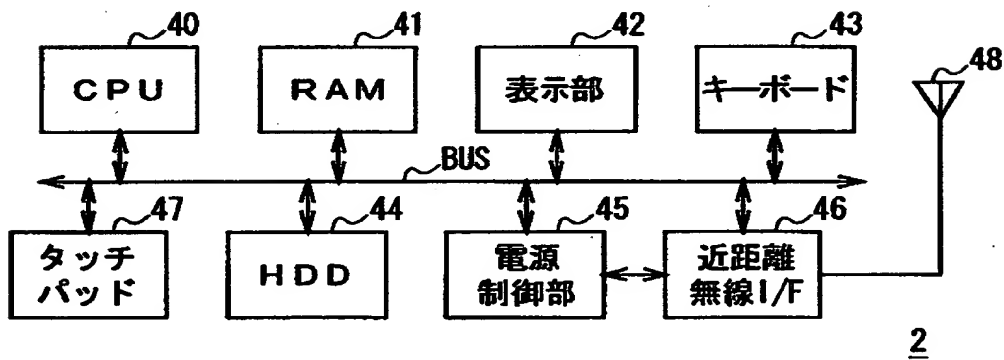 40
41
42
43
48
CPU
RAM
表示部
キーボード
BUS
47
44
45
46
タッチ
パッド
HDD
電源
制御部
近距離
無線I/F
2